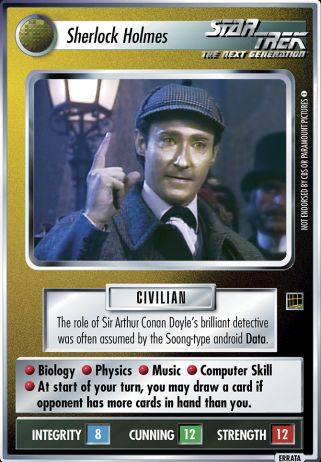 Sherlock Holmes
STAR TREK
THE NEXT GENERATION
NOT ENDORSED BY CBS OR PARAMOUNT PICTURES
CIVILIAN
The role of Sir Arthur Conan Doyle's brilliant detective
was often assumed by the Soong-type android Data.
Biology Physics Music Computer Skill
At start of your turn, you may draw a card if
opponent has more cards in hand than you.
INTEGRITY 8 CUNNING 12 STRENGTH 12
ERRATA